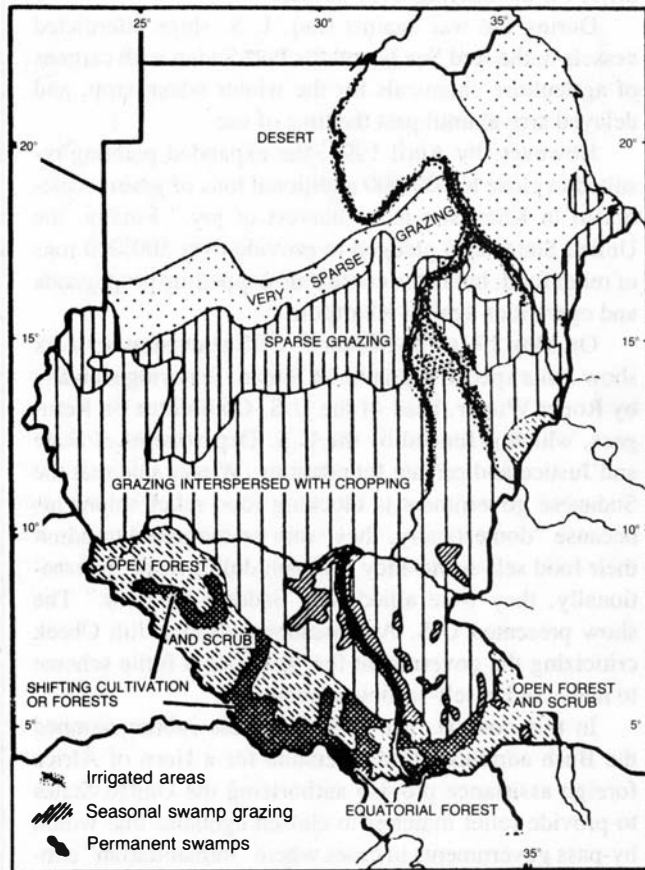 25°
30°
35°
20°
20°
DESERT
VERY SPARSE GRAZING
15°
15°
SPARSE GRAZING
GRAZING INTERSPERSED WITH CROPPING
10°
10°
OPEN FOREST
AND SCRUB
SHIFTING CULTIVATION
OR FORESTS
OPEN FOREST
AND SCRUB
5°
5°
Irrigated areas
Seasonal swamp grazing
Permanent swamps
EQUATORIAL FOREST
35°